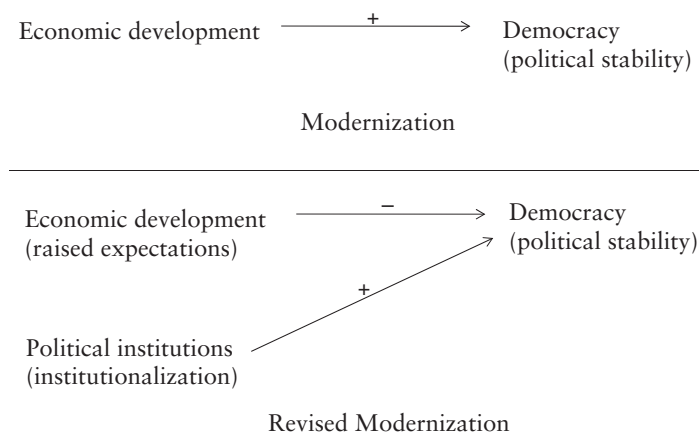 Economic development
+
Democracy
(political stability)
Modernization
Economic development
(raised expectations)
–
Democracy
(political stability)
+
Political institutions
(institutionalization)
Revised Modernization